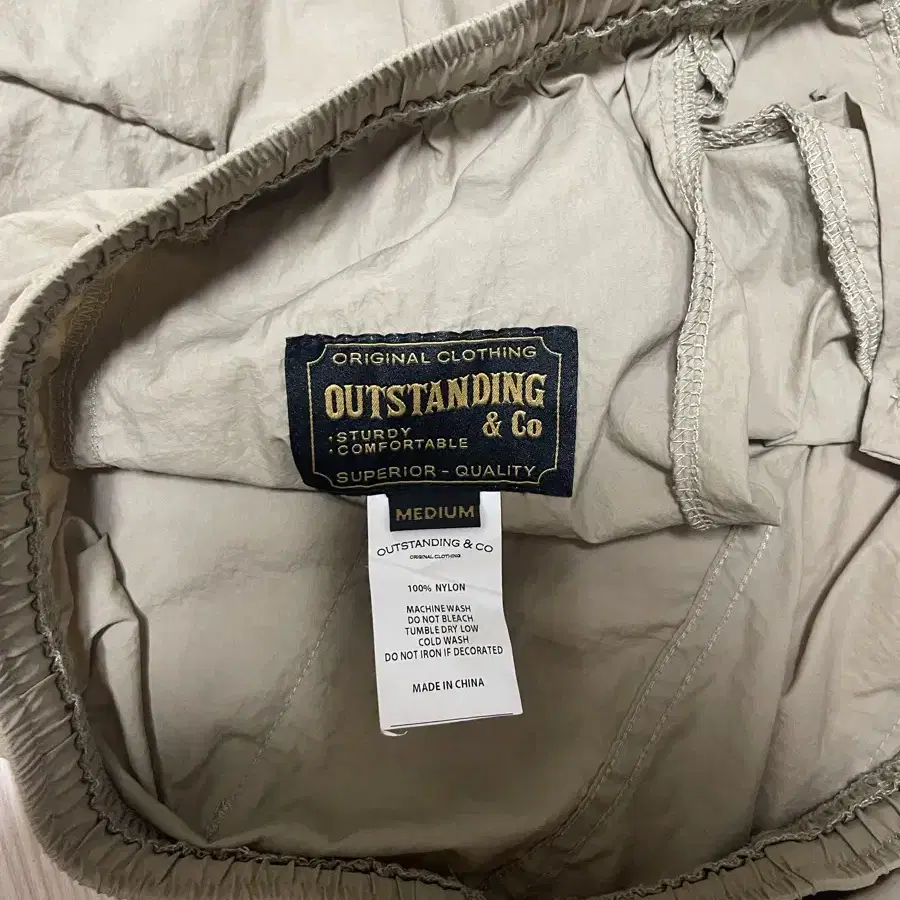 ORIGINAL CLOTHING
OUTSTANDING
& Co
·STURDY
·COMFORTABLE
SUPERIOR-QUALITY
MEDIUM
OUTSTANDING & CO
ORIGINAL CLOTHING
100% NYLON
MACHINE WASH
DO NOT BLEACH
TUMBLE DRY LOW
COLD WASH
DO NOT IRON IF DECORATED
MADE IN CHINA